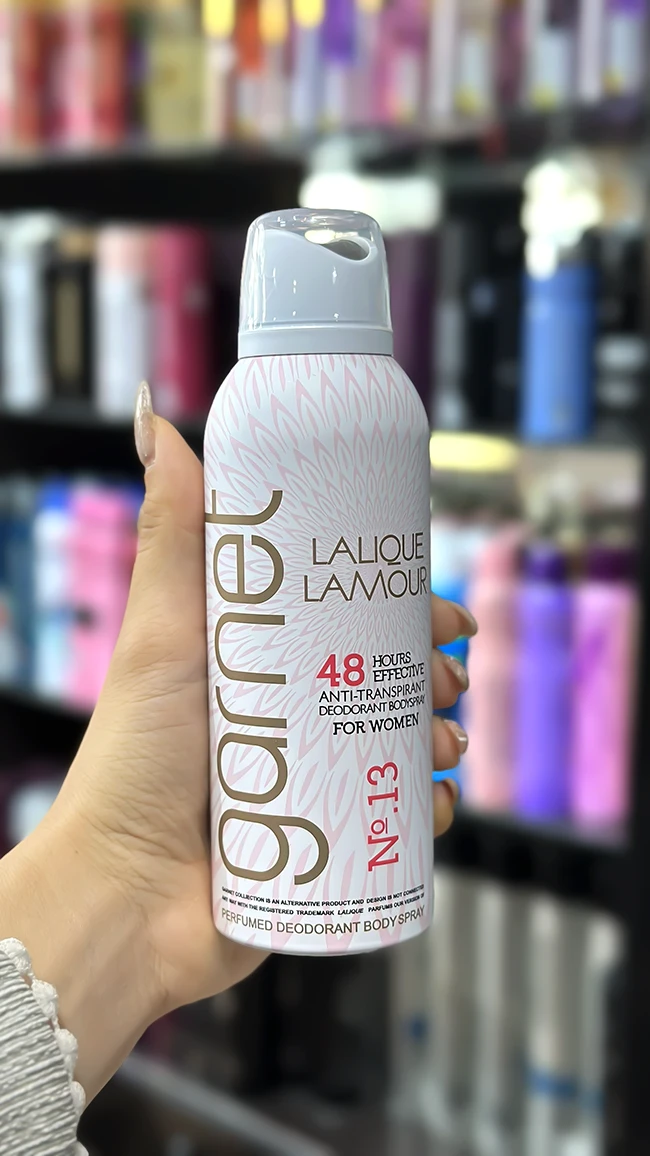 garnet
LALIQUE
LAMOUR
48 HOURS
EFFECTIVE
ANTI-TRANSPIRANT
DEODORANT BODYSPRAY
FOR WOMEN
Nº.13
GARNET COLLECTION IS AN ALTERNATIVE PRODUCT AND DESIGN IS NOT CONNECTED
ANY WAY WITH THE REGISTERED TRADEMARK LALIQUE PARFUMS OUR VERSION OF
PERFUMED DEODORANT BODY SPRAY